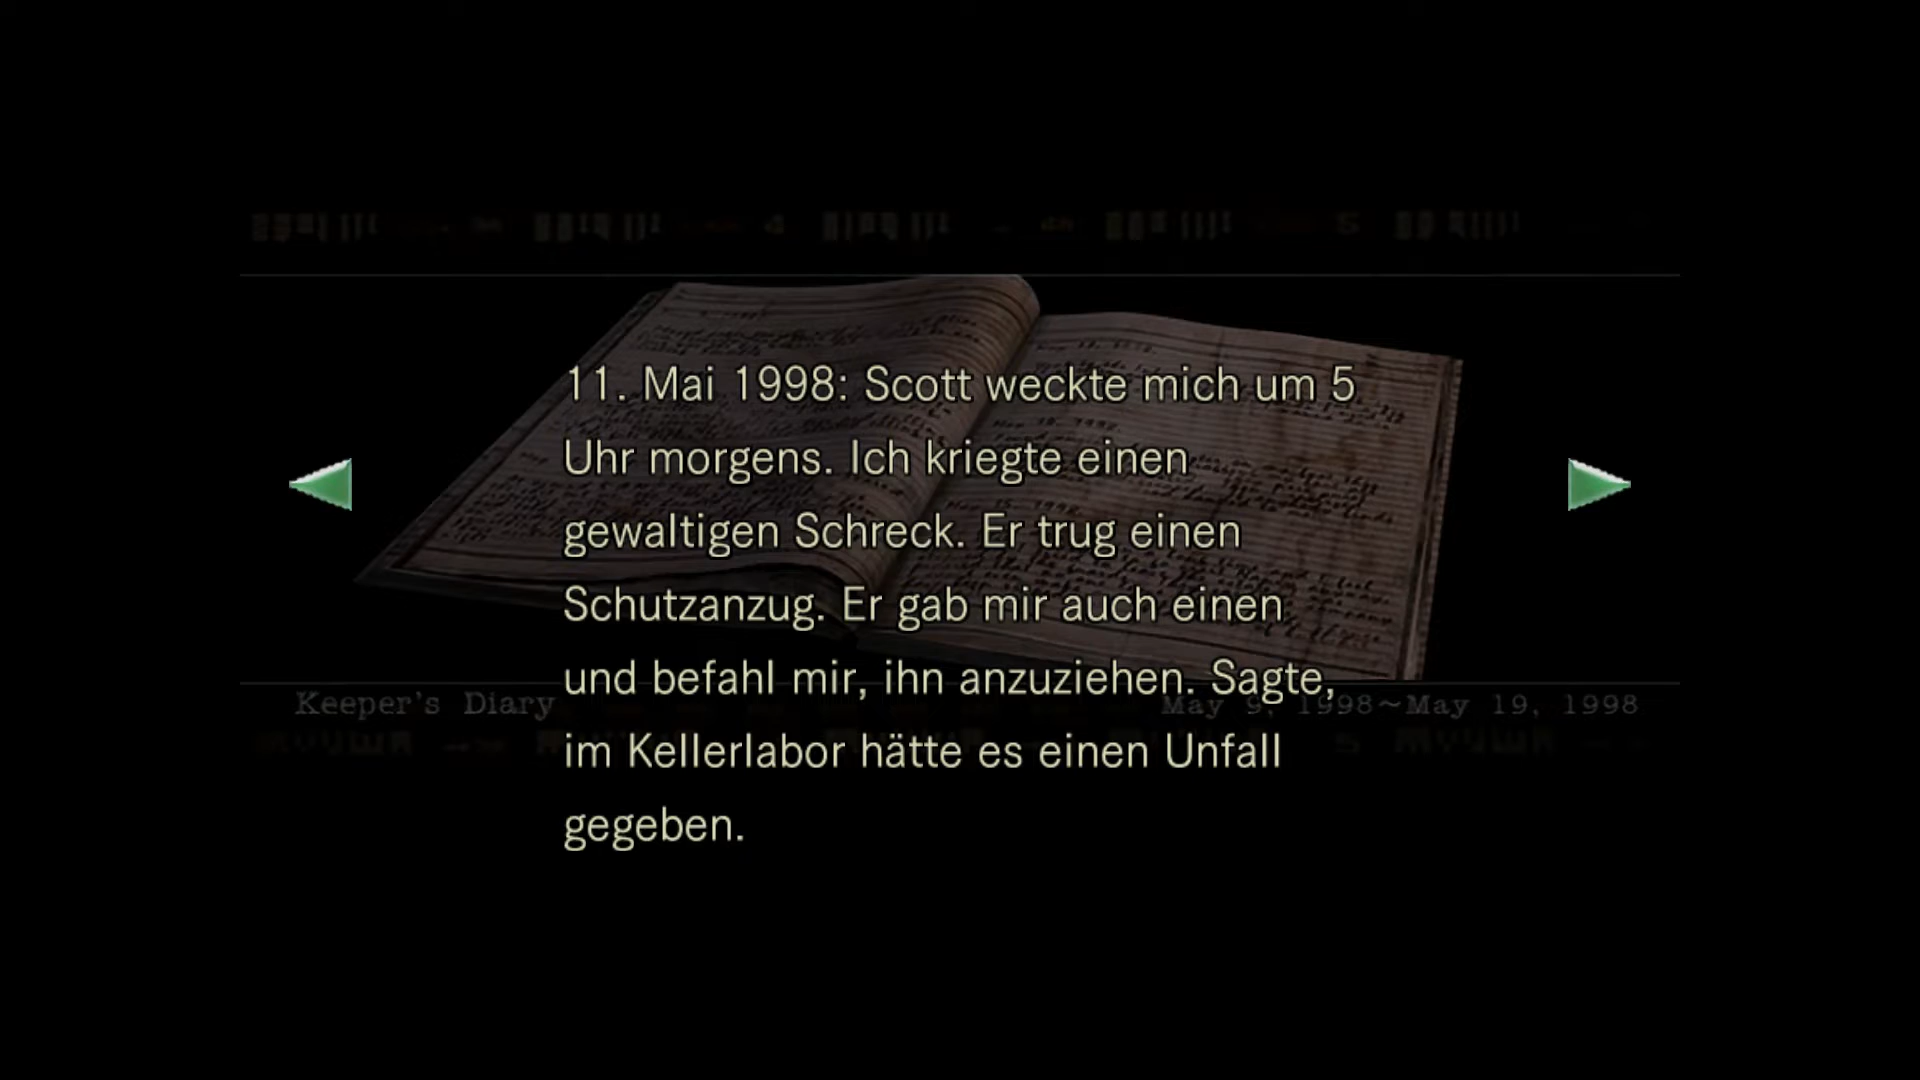 11. Mai 1998: Scott weckte mich um 5
Uhr morgens. Ich kriegte einen
gewaltigen Schreck. Er trug einen
Schutzanzug. Er gab mir auch einen
und befahl mir, ihn anzuziehen. Sagte,
Keeper's Diary
May 9, 1998~May 19, 1998
im Kellerlabor hätte es einen Unfall
gegeben.